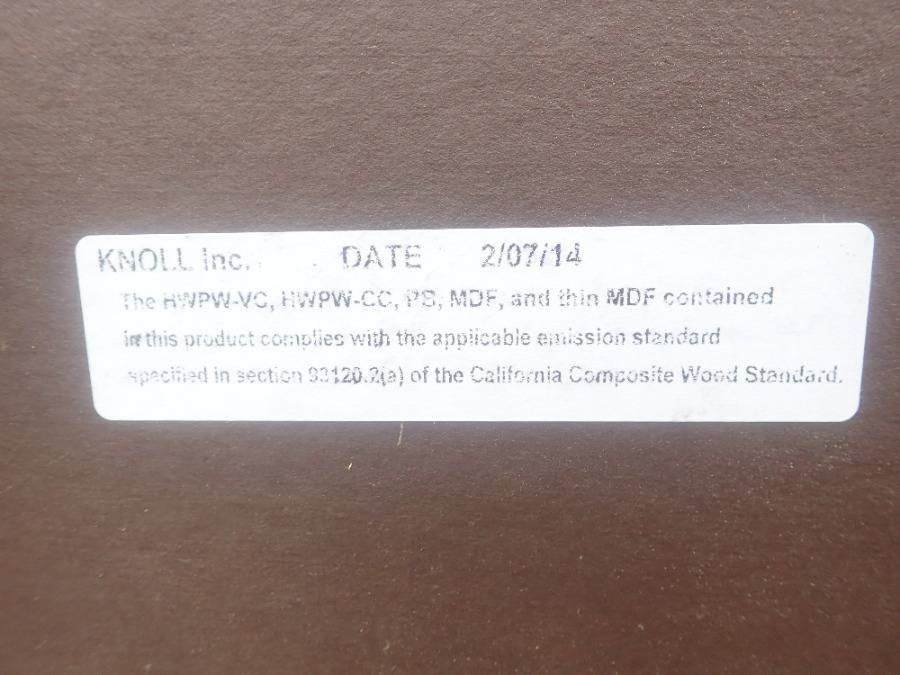 KNOLL Inc. DATE 2/07/14
The HWPW-VC, HWPW-CC, PS, MDF, and thin MDF contained
in this product complies with the applicable emission standard
specified in section 93120.2(a) of the California Composite Wood Standard.